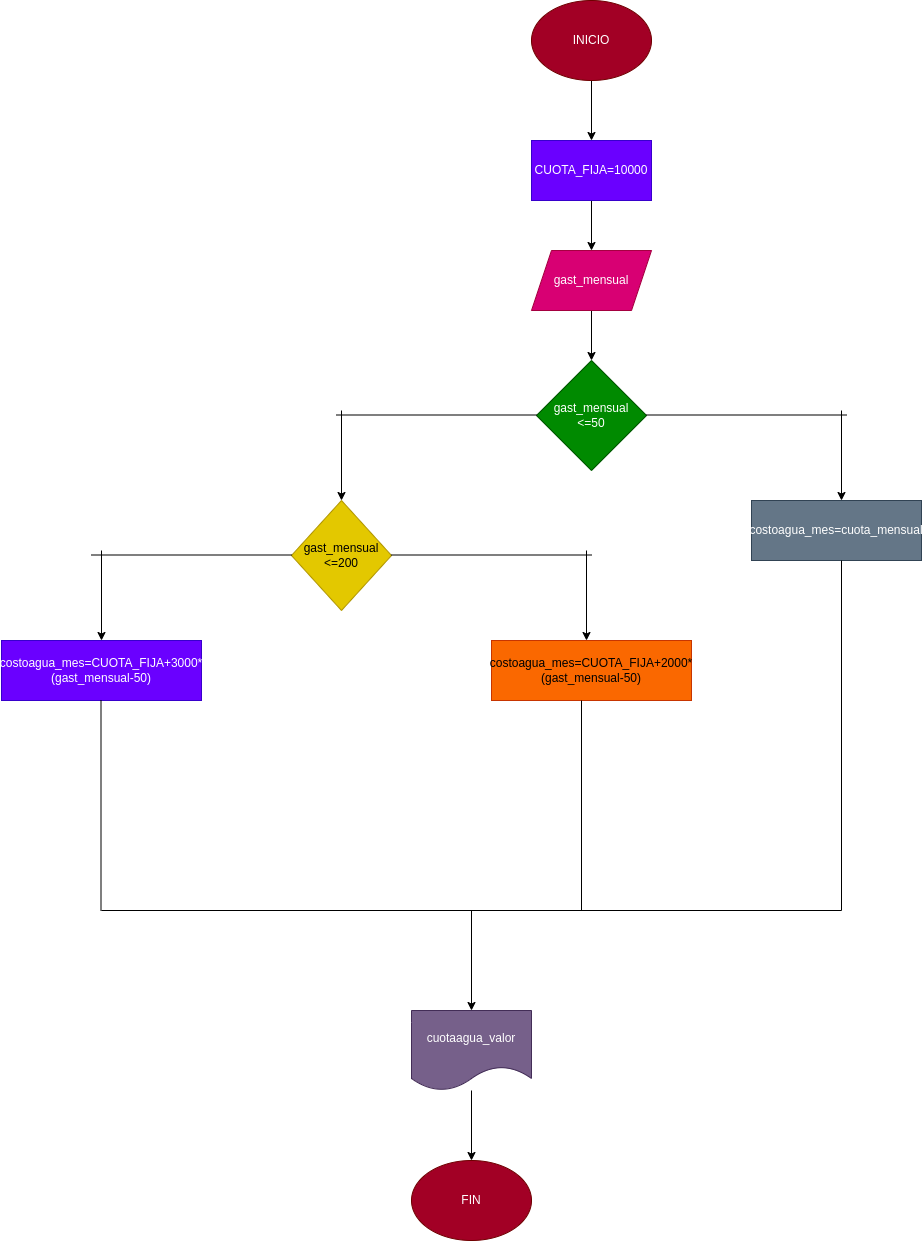 INICIO
CUOTA_FIJA=10000
gast_mensual
gast_mensual
<=50
costoagua_mes=cuota_mensual
gast_mensual
<=200
costoagua_mes=CUOTA_FIJA+3000*
(gast_mensual-50)
costoagua_mes=CUOTA_FIJA+2000*
(gast_mensual-50)
cuotaagua_valor
FIN